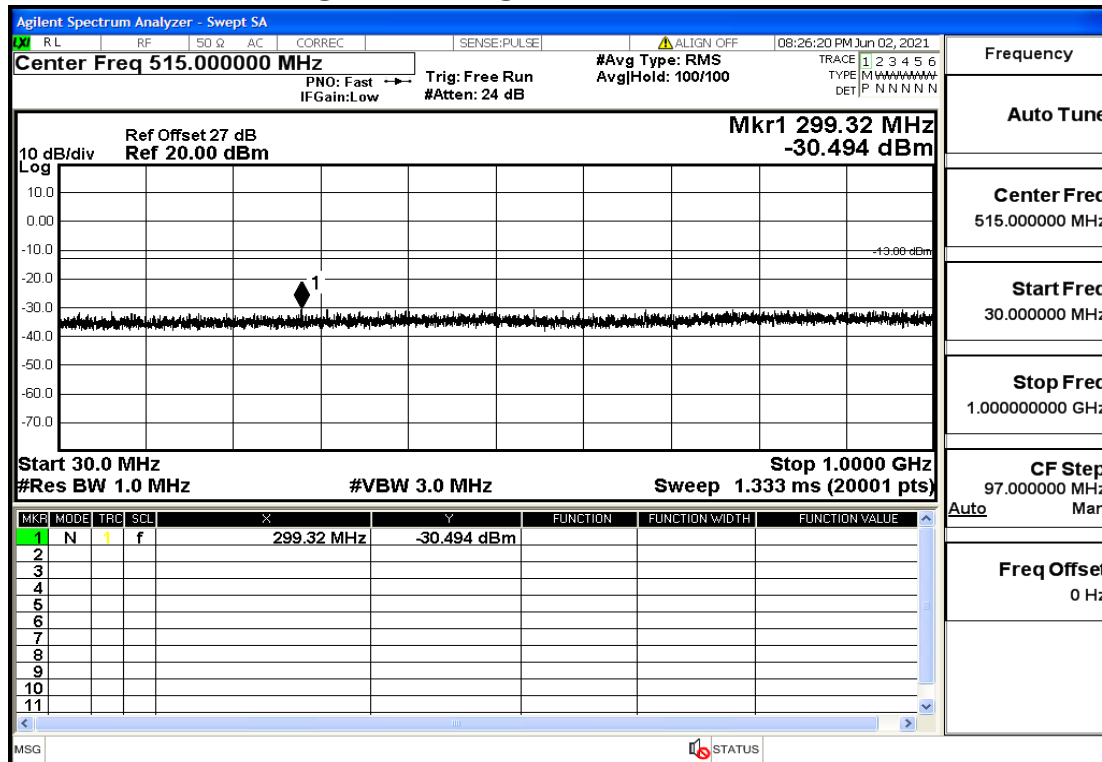 Agilent Spectrum Analyzer - Swept SA
LXI RL RF 50 Ω AC CORREC SENSE:PULSE ALIGN OFF 08:26:20 PM Jun 02, 2021
Center Freq 515.000000 MHz
PNO: Fast
IFGain:Low
Trig: Free Run
#Atten: 24 dB
#Avg Type: RMS
Avg|Hold: 100/100
TRACE 1 2 3 4 5 6
TYPE M WWWWW
DET P N N N N N
Ref Offset 27 dB
10 dB/div Ref 20.00 dBm
Log
Mkr1 299.32 MHz
-30.494 dBm
10.0
0.00
-10.0
-13.00 dBm
-20.0
1
-30.0
-40.0
-50.0
-60.0
-70.0
Start 30.0 MHz Stop 1.0000 GHz
#Res BW 1.0 MHz #VBW 3.0 MHz Sweep 1.333 ms (20001 pts)
MKR MODE TRC SCL X Y FUNCTION FUNCTION WIDTH FUNCTION VALUE
1 N 1 f 299.32 MHz -30.494 dBm
2
3
4
5
6
7
8
9
10
11
MSG STATUS
Frequency
Auto Tune
Center Freq
515.000000 MHz
Start Freq
30.000000 MHz
Stop Freq
1.000000000 GHz
CF Step
97.000000 MHz
Auto Man
Freq Offset
0 Hz